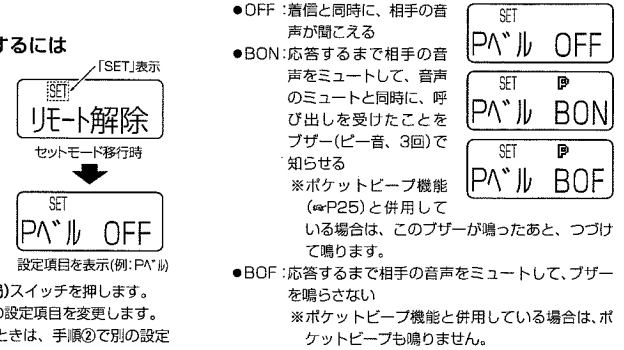 するには
「SET」表示
SET
リモート解除
セットモード移行時
SET
Pベル OFF
設定項目を表示(例:Pベル)
スイッチを押します。
の設定項目を変更します。
ときは、手順②で別の設定
●OFF:着信と同時に、相手の音
声が聞こえる
●BON:応答するまで相手の音
声をミュートして、音声
のミュートと同時に、呼
び出しを受けたことを
ブザー(ピー音、3回)で
知らせる
※ポケットビープ機能
(☞P25)と併用して
いる場合は、このブザーが鳴ったあと、つづけ
て鳴ります。
●BOF:応答するまで相手の音声をミュートして、ブザー
を鳴らさない
※ポケットビープ機能と併用している場合は、ポ
ケットビープも鳴りません。
SET
Pベル OFF
SET P
Pベル BON
SET P
Pベル BOF